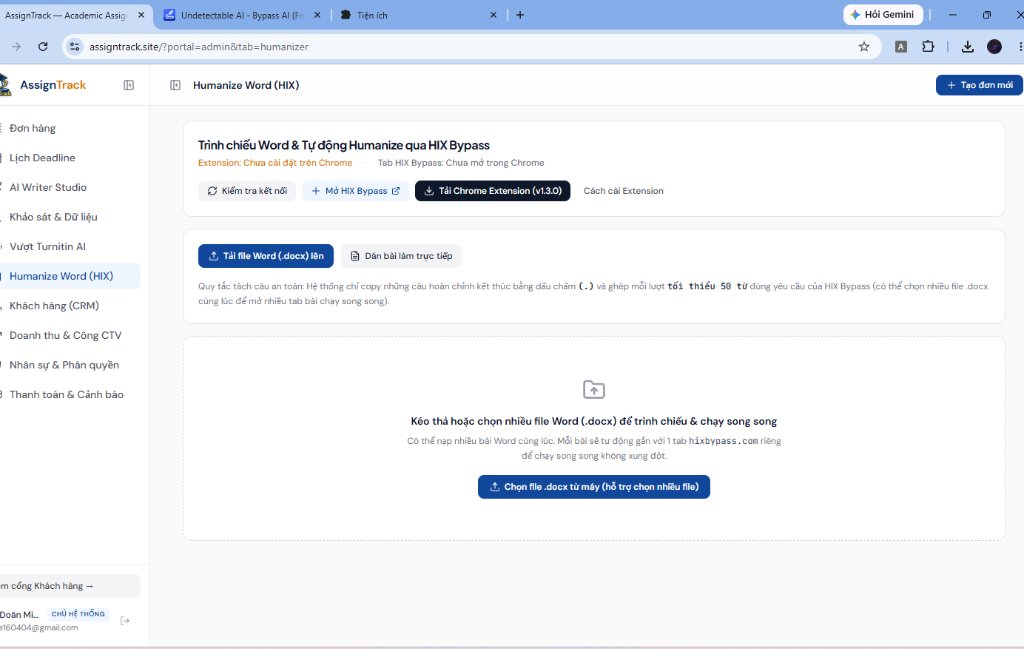 AssignTrack — Academic Assign
Undetectable AI - Bypass AI (Fr
Tiện ích
Hỏi Gemini
assigntrack.site/?portal=admin&tab=humanizer
A
AssignTrack
Humanize Word (HIX)
Tạo đơn mới
Đơn hàng
Lịch Deadline
AI Writer Studio
Khảo sát & Dữ liệu
Vượt Turnitin AI
Humanize Word (HIX)
Khách hàng (CRM)
Doanh thu & Công CTV
Nhân sự & Phân quyền
Thanh toán & Cảnh báo
Trình chiếu Word & Tự động Humanize qua HIX Bypass
Extension: Chưa cài đặt trên Chrome · Tab HIX Bypass: Chưa mở trong Chrome
Kiểm tra kết nối
Mở HIX Bypass
Tải Chrome Extension (v1.3.0)
Cách cài Extension
Tải file Word (.docx) lên
Dán bài làm trực tiếp
Quy tắc tách câu an toàn: Hệ thống chỉ copy những câu hoàn chỉnh kết thúc bằng dấu chấm (.) và ghép mỗi lượt tối thiểu 50 từ đúng yêu cầu của HIX Bypass (có thể chọn nhiều file .docx
cùng lúc để mở nhiều tab bài chạy song song).
Kéo thả hoặc chọn nhiều file Word (.docx) để trình chiếu & chạy song song
Có thể nạp nhiều bài Word cùng lúc. Mỗi bài sẽ tự động gắn với 1 tab hixbypass.com riêng
để chạy song song không xung đột.
Chọn file .docx từ máy (hỗ trợ chọn nhiều file)
em cổng Khách hàng →
Doãn Mi...
CHỦ HỆ THỐNG
e160404@gmail.com